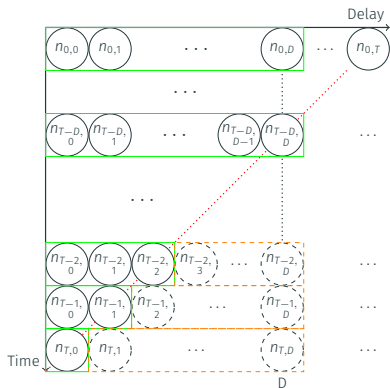 Delay
n0,0 n0,1 ... n0,D ... n0,T
...
nT−D,0 nT−D,1 ... nT−D,D−1 nT−D,D ...
...
nT−2,0 nT−2,1 nT−2,2 nT−2,3 ... nT−2,D ...
nT−1,0 nT−1,1 nT−1,2 ... nT−1,D ...
nT,0 nT,1 ... nT,D ...
Time
D